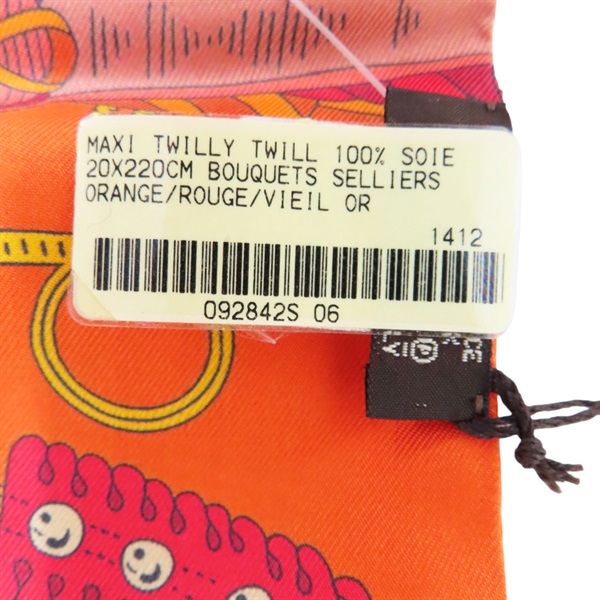 MAXI TWILLY TWILL 100% SOIE
20X220CM BOUQUETS SELLIERS
ORANGE/ROUGE/VIEIL OR
1412
092842S 06